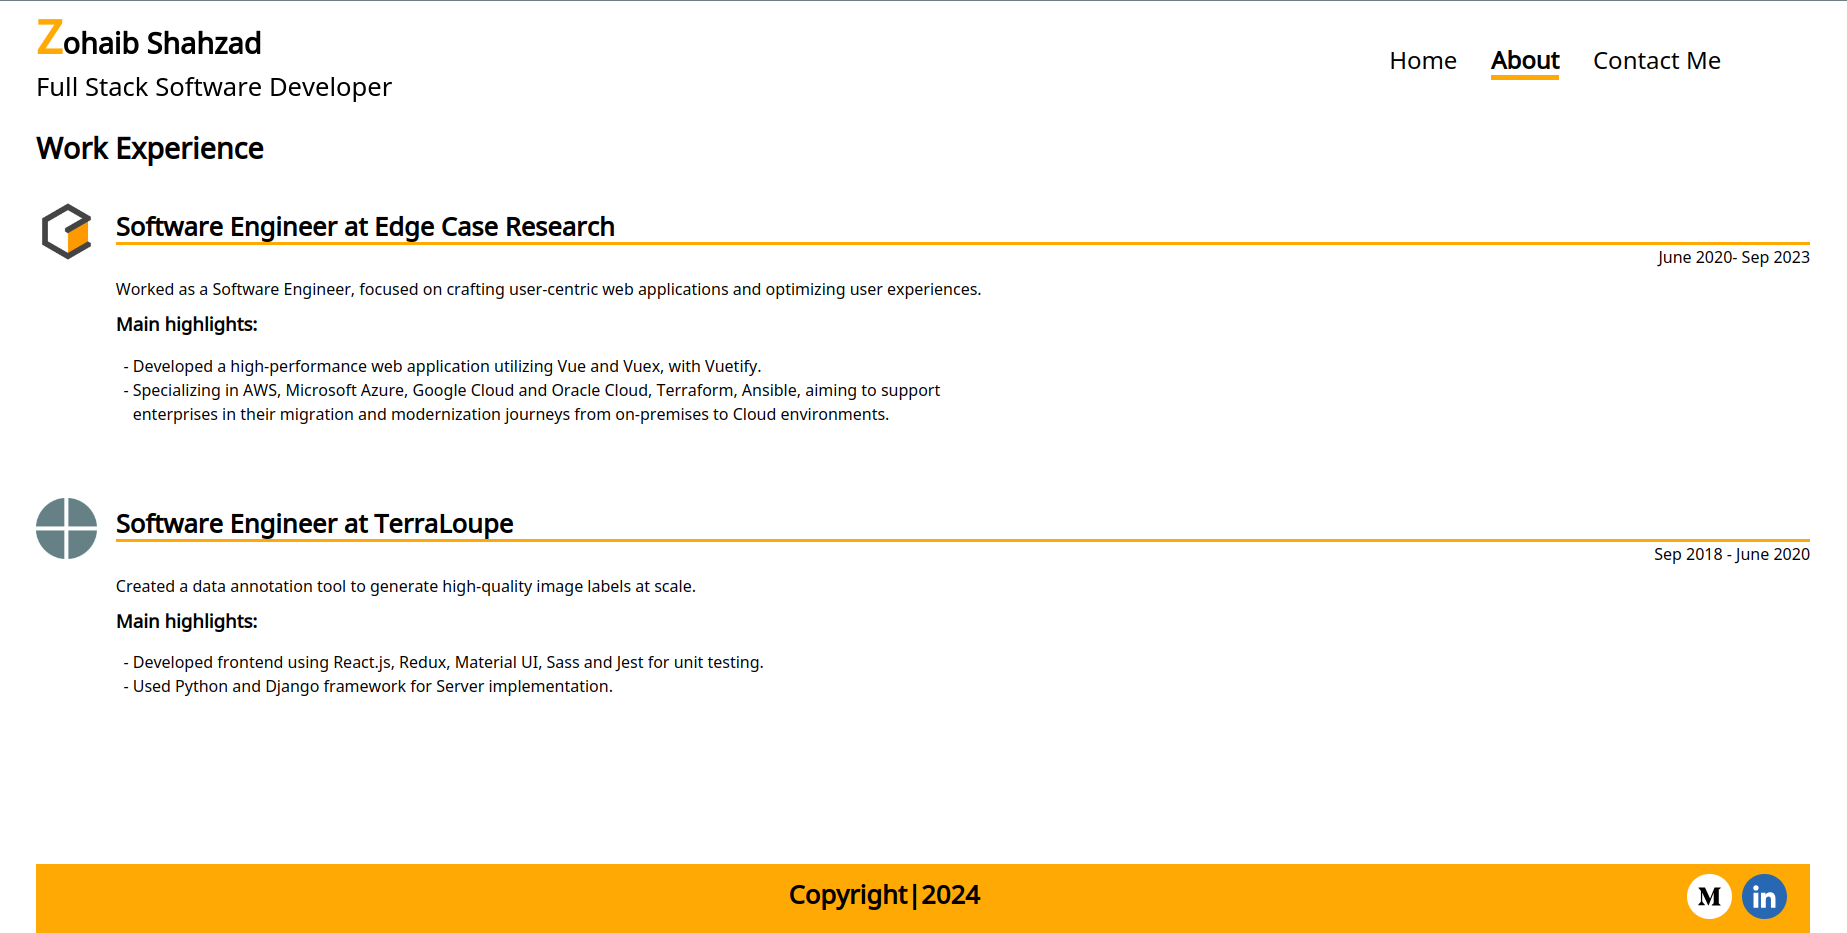 Zohaib Shahzad
Full Stack Software Developer
Home About Contact Me
Work Experience
Software Engineer at Edge Case Research
June 2020- Sep 2023
Worked as a Software Engineer, focused on crafting user-centric web applications and optimizing user experiences.
Main highlights:
- Developed a high-performance web application utilizing Vue and Vuex, with Vuetify.
- Specializing in AWS, Microsoft Azure, Google Cloud and Oracle Cloud, Terraform, Ansible, aiming to support
enterprises in their migration and modernization journeys from on-premises to Cloud environments.
Software Engineer at TerraLoupe
Sep 2018 - June 2020
Created a data annotation tool to generate high-quality image labels at scale.
Main highlights:
- Developed frontend using React.js, Redux, Material UI, Sass and Jest for unit testing.
- Used Python and Django framework for Server implementation.
Copyright|2024
M in